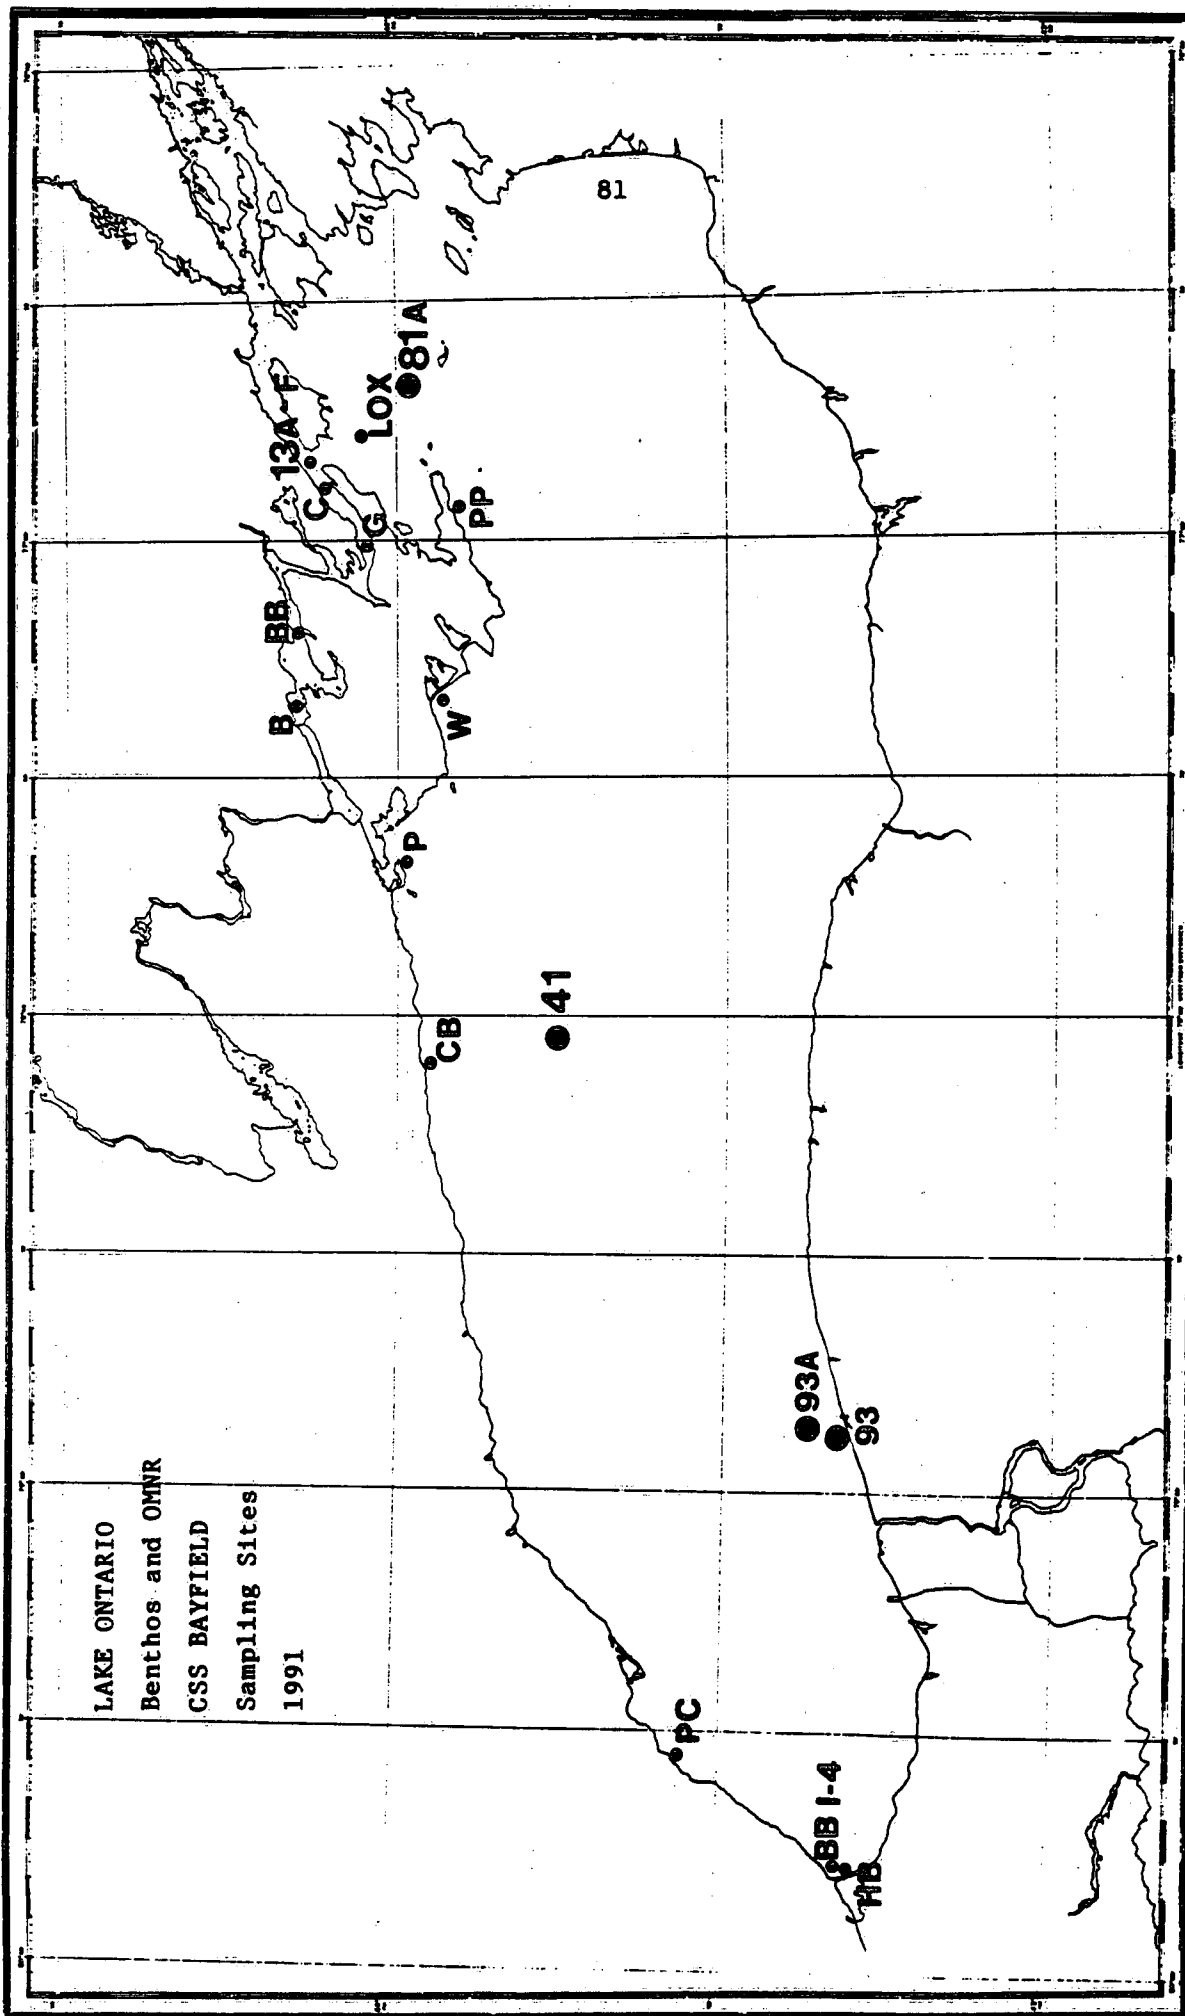 LAKE ONTARIO
Benthos and OMNR
CSS BAYFIELD
Sampling Sites
1991
PC
BB 1-4
HB
93A
93
CB
41
P
B
BB
W
G
C
13A
F
PP
LOX
81A
81